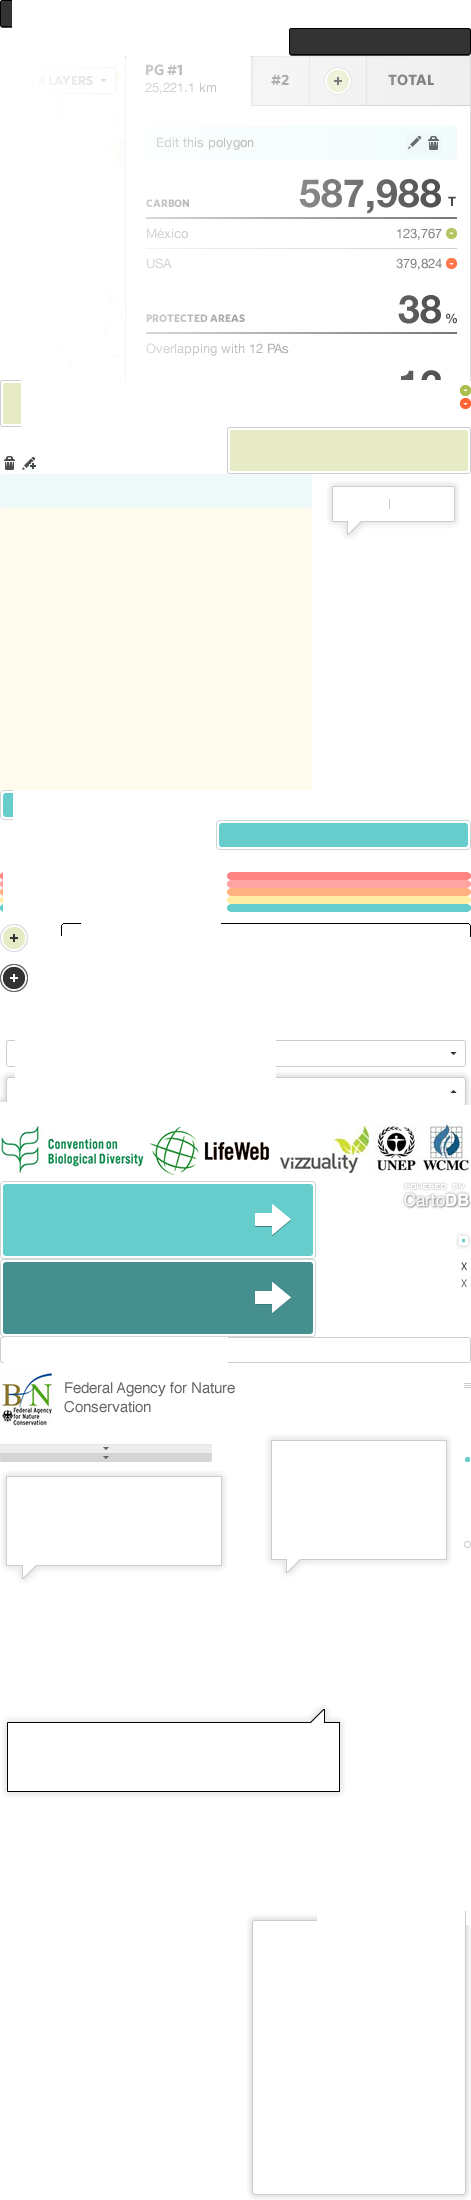 3 LAYERS
PG #1
25,221.1 km
#2
TOTAL
Edit this polygon
CARBON
587,988 T
México
123,767
USA
379,824
PROTECTED AREAS
38 %
Overlapping with 12 PAs
Convention on
Biological Diversity
LifeWeb
vizzuality
UNEP
WCMC
POWERED BY
CartoDB
X
X
BfN
Federal Agency
for Nature
Conservation
Federal Agency for Nature
Conservation